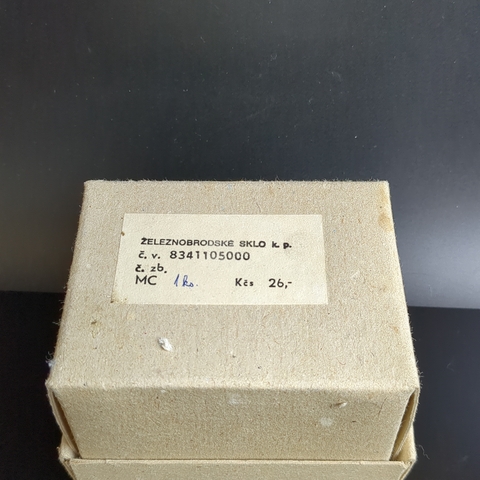 ŽELEZNOBRODSKÉ SKLO k. p.
č. v. 8341105000
č. zb.
MC 1 ks. Kčs 26,-